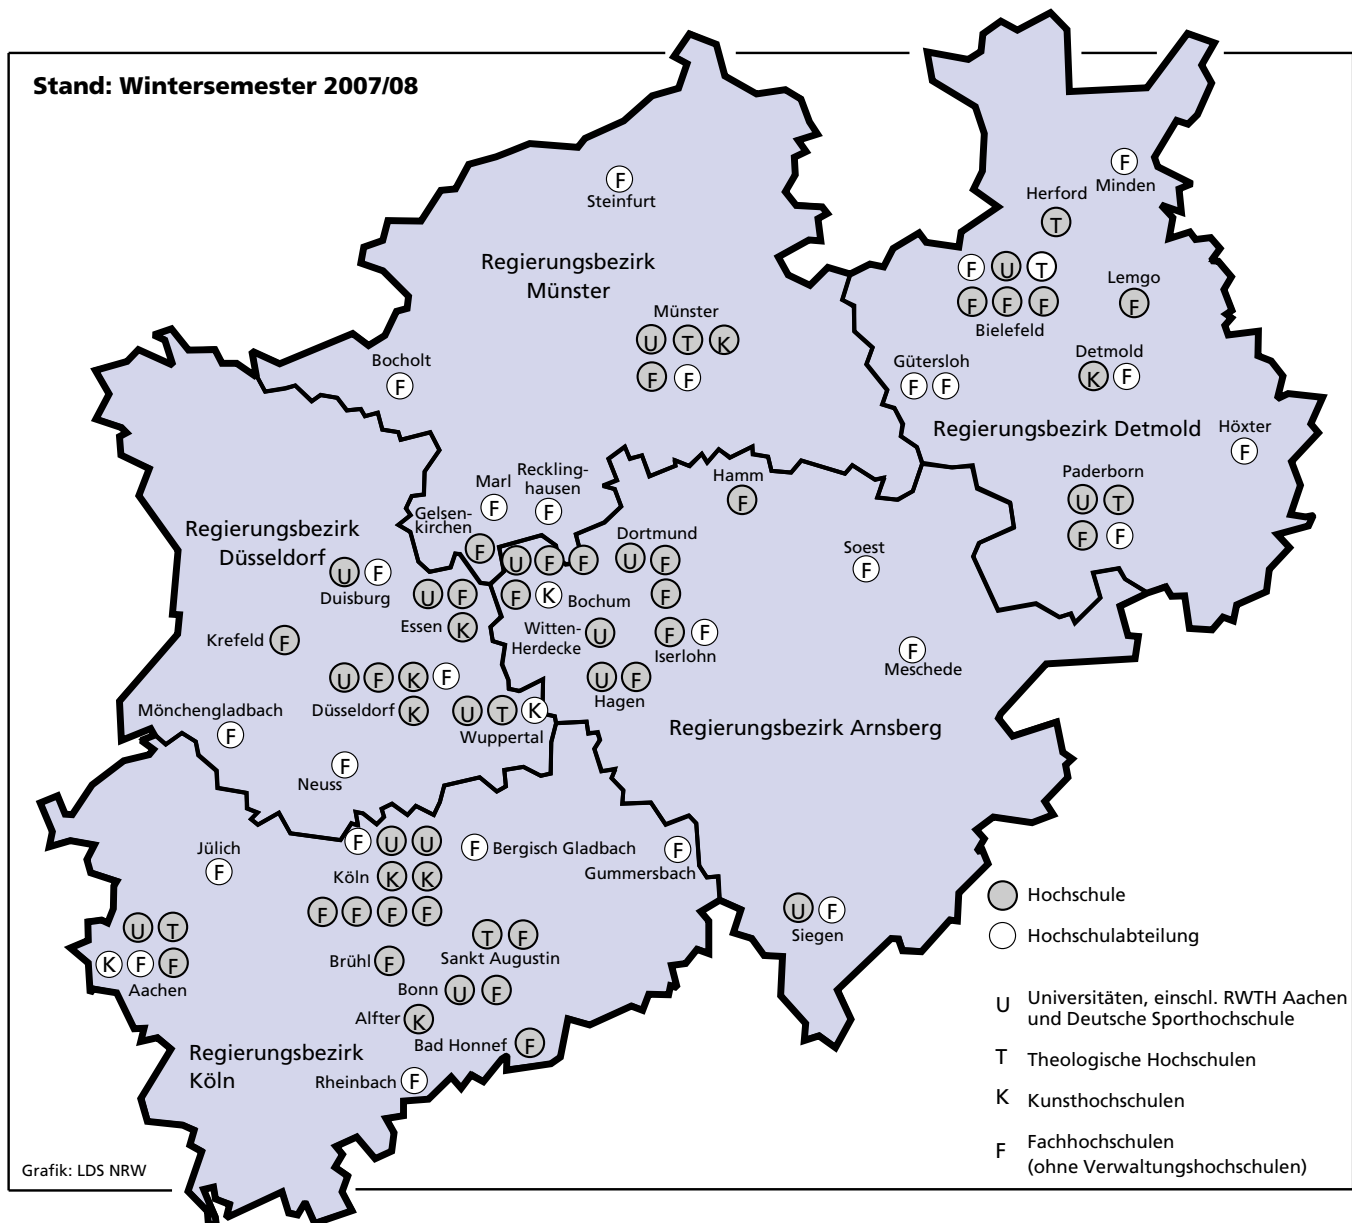 Stand: Wintersemester 2007/08
F
Steinfurt
F
Minden
Herford
T
Regierungsbezirk
Münster
F U T
F F F
Bielefeld
Lemgo
F
Münster
U T K
F F
Bocholt
F
Gütersloh
F F
Detmold
K F
Regierungsbezirk Detmold
Höxter
F
Paderborn
U T
F F
Marl
F
Reckling-
hausen
F
Hamm
F
Gelsen-
kirchen
F
Regierungsbezirk
Düsseldorf
U F
Duisburg
U F
Essen K
U F F
F K Bochum
Dortmund
U F
F
Soest
F
Krefeld F
Witten-
Herdecke U
F F
Iserlohn
F
Meschede
U F K F
Düsseldorf K
U T K
Wuppertal
U F
Hagen
Mönchengladbach
F
Regierungsbezirk Arnsberg
F
Neuss
Jülich
F
F U U
Köln K K
F F F F
F Bergisch Gladbach
F
Gummersbach
U T
K F F
Aachen
Brühl F
T F
Sankt Augustin
Bonn U F
Alfter K
Bad Honnef F
Rheinbach F
Regierungsbezirk
Köln
U F
Siegen
Hochschule
Hochschulabteilung
U Universitäten, einschl. RWTH Aachen
und Deutsche Sporthochschule
T Theologische Hochschulen
K Kunsthochschulen
F Fachhochschulen
(ohne Verwaltungshochschulen)
Grafik: LDS NRW